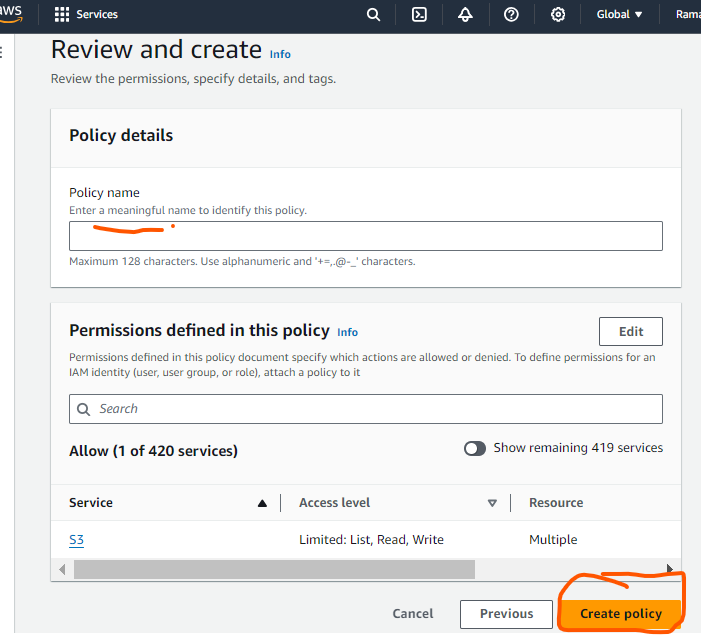 aws
Services
Global ▼
Rama
Review and create Info
Review the permissions, specify details, and tags.
Policy details
Policy name
Enter a meaningful name to identify this policy.
Maximum 128 characters. Use alphanumeric and '+=,.@-_' characters.
Permissions defined in this policy Info
Edit
Permissions defined in this policy document specify which actions are allowed or denied. To define permissions for an
IAM identity (user, user group, or role), attach a policy to it
Search
Allow (1 of 420 services)
Show remaining 419 services
Service
Access level
Resource
S3
Limited: List, Read, Write
Multiple
Cancel
Previous
Create policy